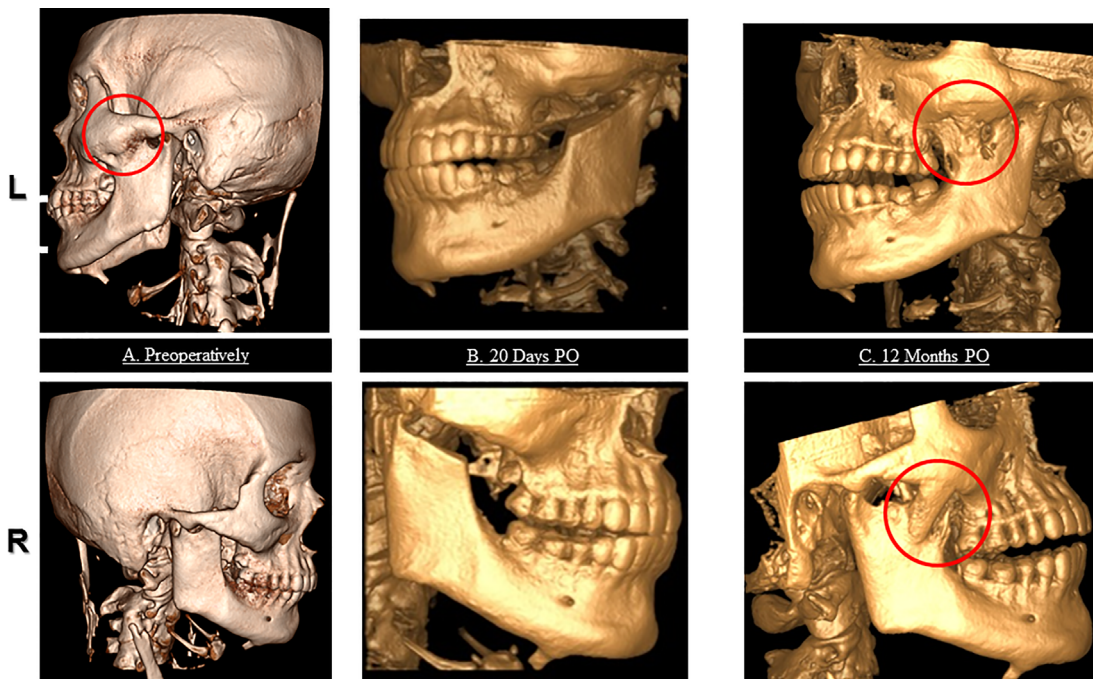 L
A. Preoperatively
B. 20 Days PO
C. 12 Months PO
R